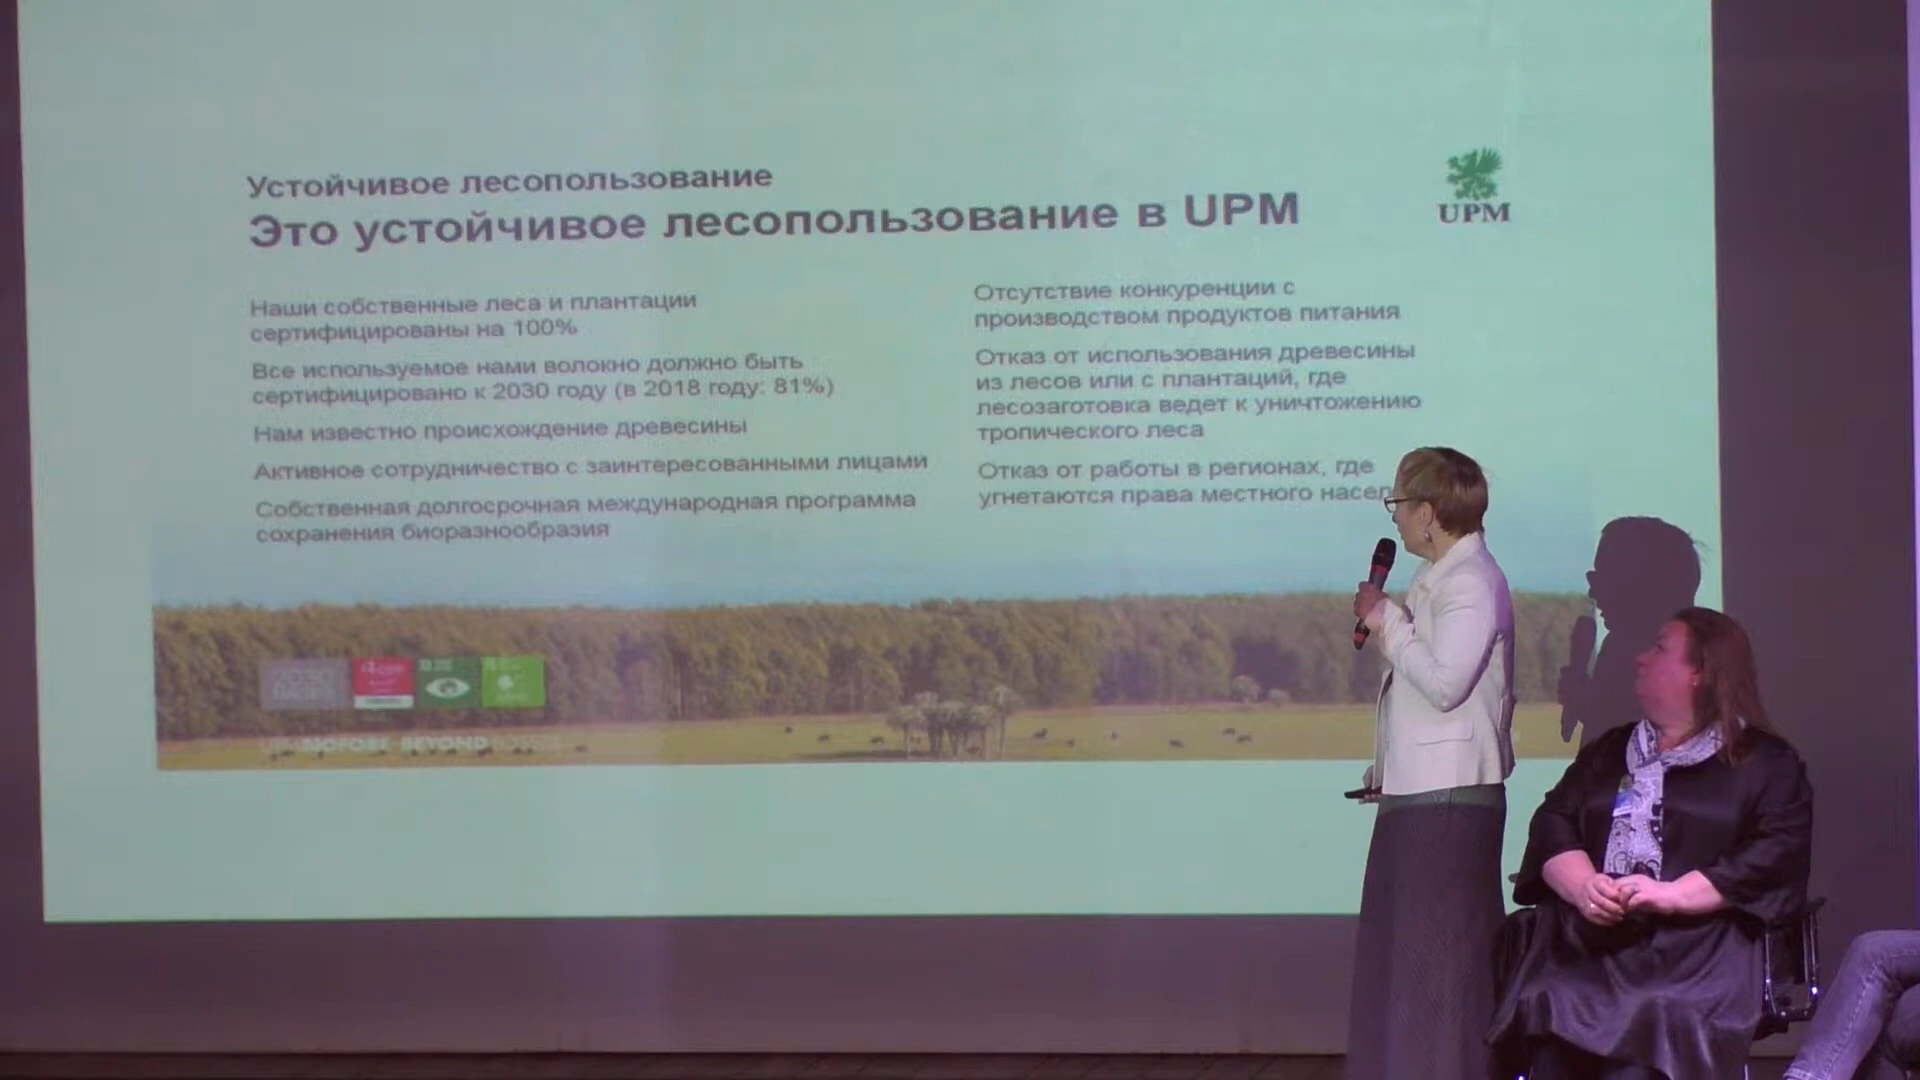 Устойчивое лесопользование
Это устойчивое лесопользование в UPM
UPM
Наши собственные леса и плантации
сертифицированы на 100%
Все используемое нами волокно должно быть
сертифицировано к 2030 году (в 2018 году: 81%)
Нам известно происхождение древесины
Активное сотрудничество с заинтересованными лицами
Собственная долгосрочная международная программа
сохранения биоразнообразия
Отсутствие конкуренции с
производством продуктов питания
Отказ от использования древесины
из лесов или с плантаций, где
лесозаготовка ведет к уничтожению
тропического леса
Отказ от работы в регионах, где
угнетаются права местного насел
BIOFORE BEYOND